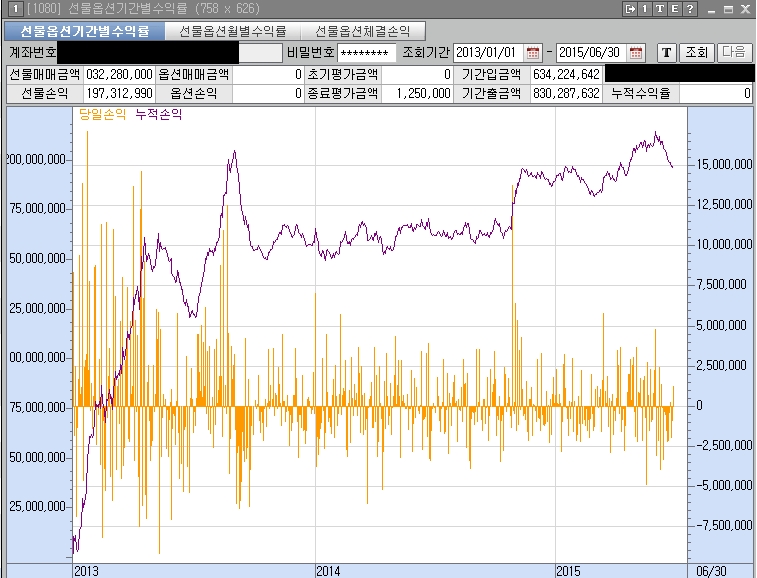 1 [1080] 선물옵션기간별수익률 (758 x 626) 1 T E ?
선물옵션기간별수익률 선물옵션월별수익률 선물옵션체결손익
계좌번호 비밀번호 ******** 조회기간 2013/01/01 - 2015/06/30 T 조회 다음
선물매매금액 032,280,000 옵션매매금액 0 초기평가금액 0 기간입금액 634,224,642
선물손익 197,312,990 옵션손익 0 종료평가금액 1,250,000 기간출금액 830,287,632 누적수익률 0
당일손익 누적손익
200,000,000 15,000,000
75,000,000 12,500,000
50,000,000 10,000,000
25,000,000 7,500,000
00,000,000 5,000,000
75,000,000 2,500,000
50,000,000 0
25,000,000 -2,500,000
-5,000,000
-7,500,000
2013 2014 2015 06/30